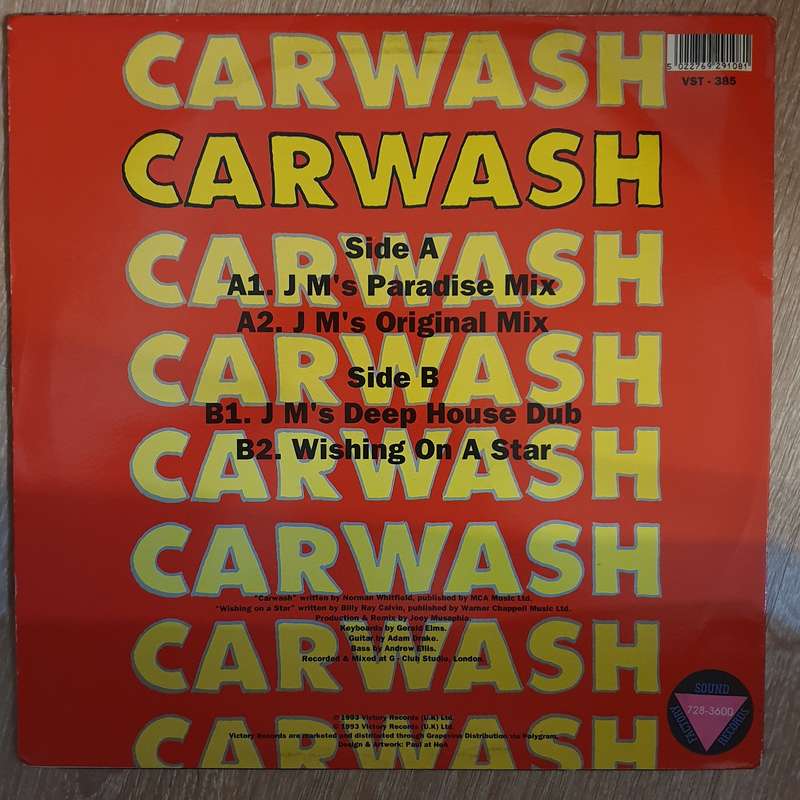 CARWASH
5 022769 291081
VST - 385
CARWASH
CARWASH
Side A
A1. J M's Paradise Mix
A2. J M's Original Mix
CARWASH
Side B
B1. J M's Deep House Dub
B2. Wishing On A Star
CARWASH
CARWASH
"Carwash" written by Norman Whitfield, published by MCA Music Ltd.
"Wishing on a Star" written by Billy Ray Calvin, published by Warner Chappell Music Ltd.
Production & Remix by Joey Musaphia.
Keyboards by Gerald Elms.
Guitar by Adam Drake.
Bass by Andrew Ellis.
Recorded & Mixed at G - Club Studio, London.
CARWASH
SOUND
FACTORY
728-3600
RECORDS
CARWASH
℗ 1993 Victory Records (U.K) Ltd.
© 1993 Victory Records (U.K) Ltd.
Victory Records are marketed and distributed through Grapevine Distribution, via Polygram.
Design & Artwork: Paul at Neh